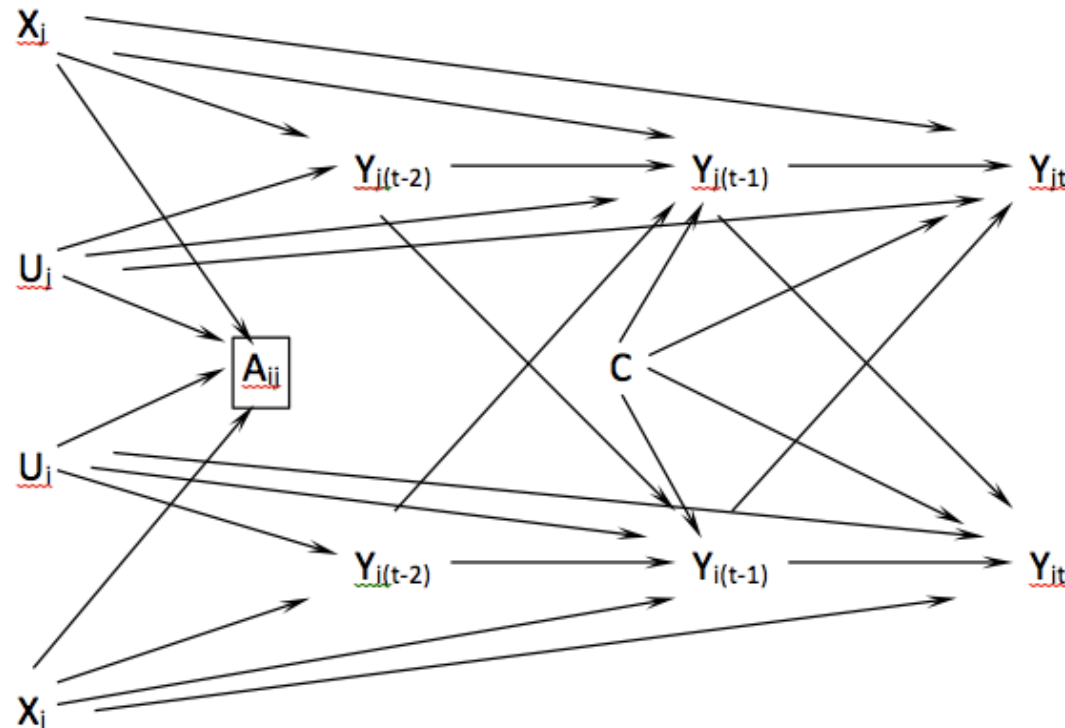 Xj
Yj(t-2) Yj(t-1) Yjt
Uj
Aij C
Ui
Yi(t-2) Yi(t-1) Yit
Xi